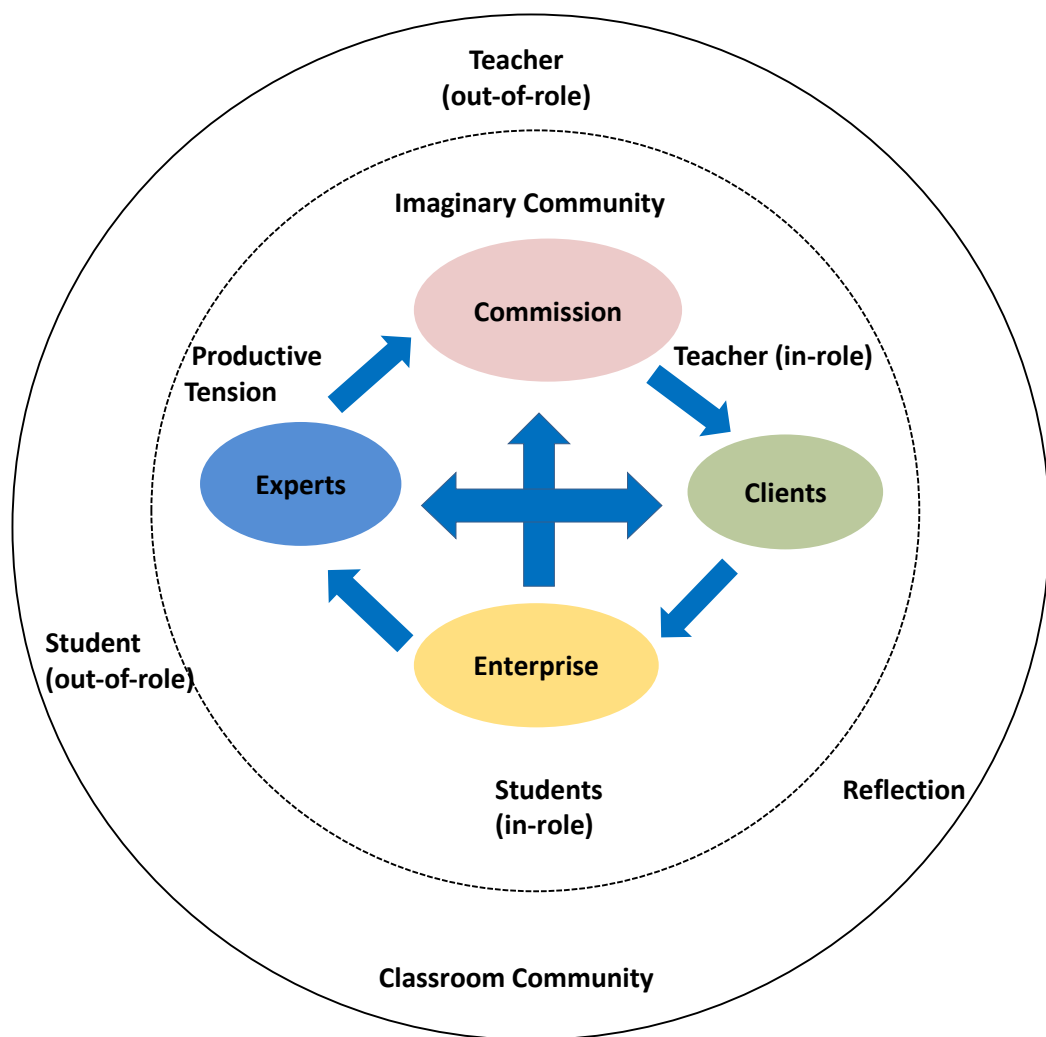 Teacher
(out-of-role)
Imaginary Community
Commission
Productive
Tension
Teacher (in-role)
Experts
Clients
Student
(out-of-role)
Enterprise
Students
(in-role)
Reflection
Classroom Community